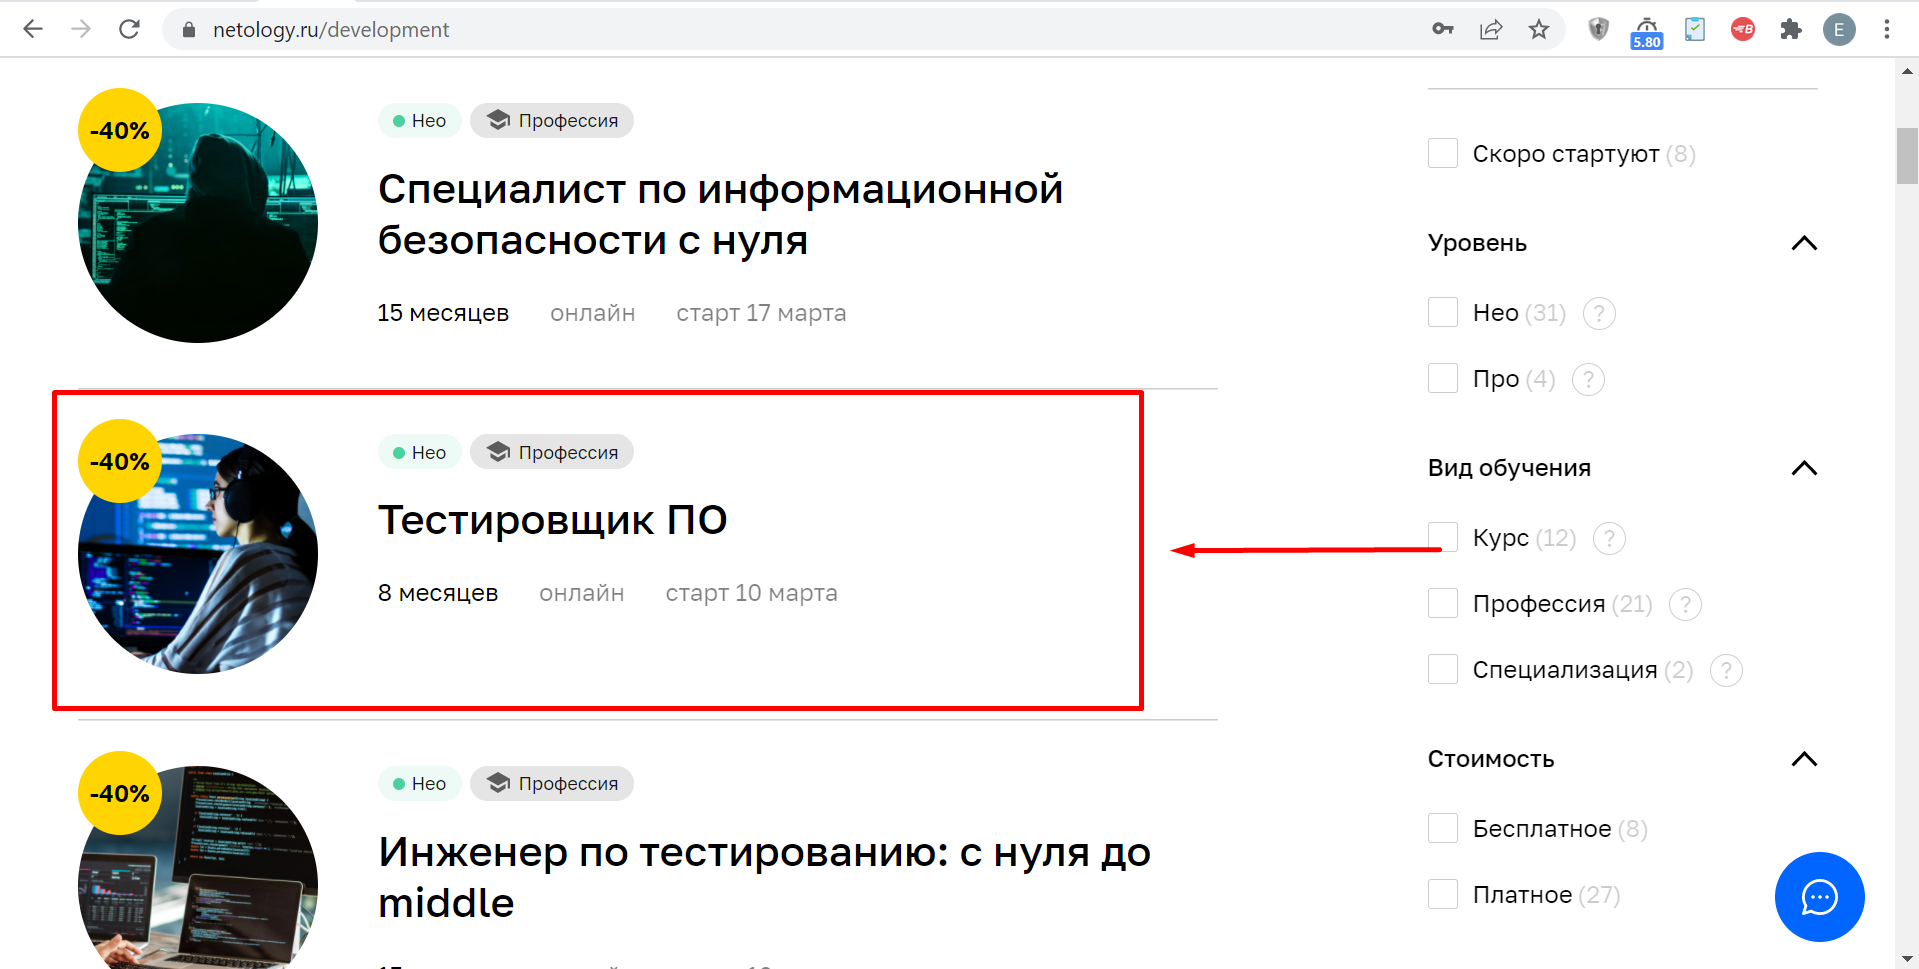 netology.ru/development
5.80
B
E
-40%
Нео
Профессия
Специалист по информационной
безопасности с нуля
15 месяцев онлайн старт 17 марта
-40%
Нео
Профессия
Тестировщик ПО
8 месяцев онлайн старт 10 марта
-40%
Нео
Профессия
Инженер по тестированию: с нуля до
middle
Скоро стартуют (8)
Уровень
Нео (31) ?
Про (4) ?
Вид обучения
Курс (12) ?
Профессия (21) ?
Специализация (2) ?
Стоимость
Бесплатное (8)
Платное (27)